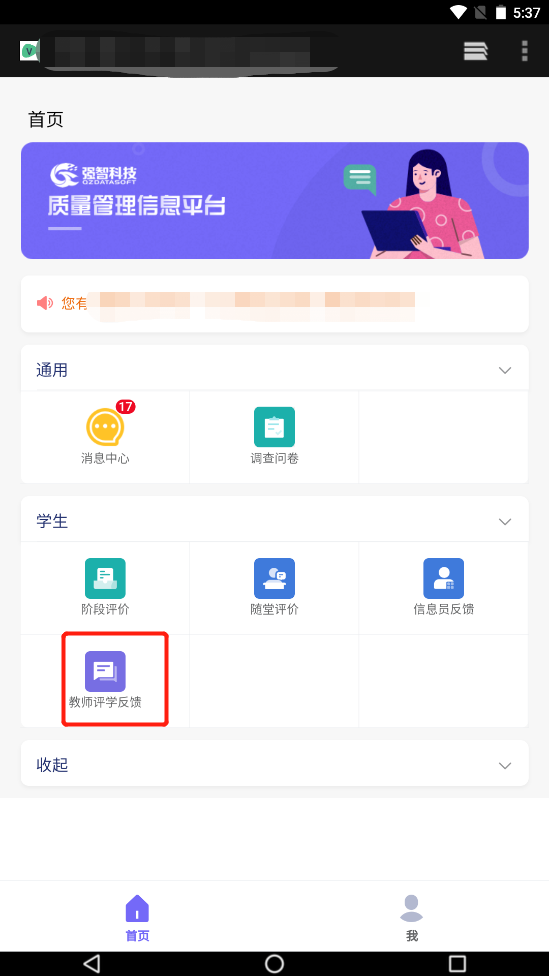 5:37
V
首页
强智科技
QZDATASOFT
质量管理信息平台
您有
通用
17
消息中心
调查问卷
学生
阶段评价
随堂评价
信息员反馈
教师评学反馈
收起
首页
我